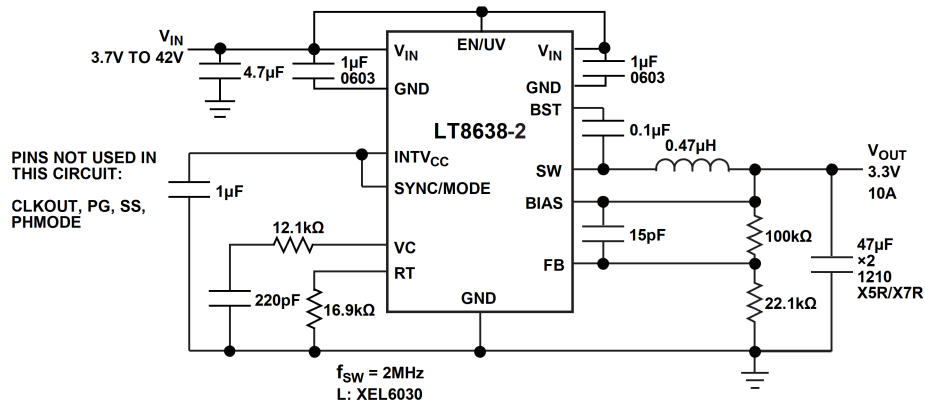 VIN
3.7V TO 42V
4.7µF
1µF
0603
VIN
GND
EN/UV
VIN
GND
1µF
0603
BST
0.1µF
LT8638-2
0.47µH
SW
VOUT
3.3V
10A
PINS NOT USED IN
THIS CIRCUIT:
CLKOUT, PG, SS,
PHMODE
1µF
INTVCC
SYNC/MODE
BIAS
15pF
100kΩ
FB
12.1kΩ
VC
RT
220pF
16.9kΩ
GND
22.1kΩ
47µF
×2
1210
X5R/X7R
fSW = 2MHz
L: XEL6030